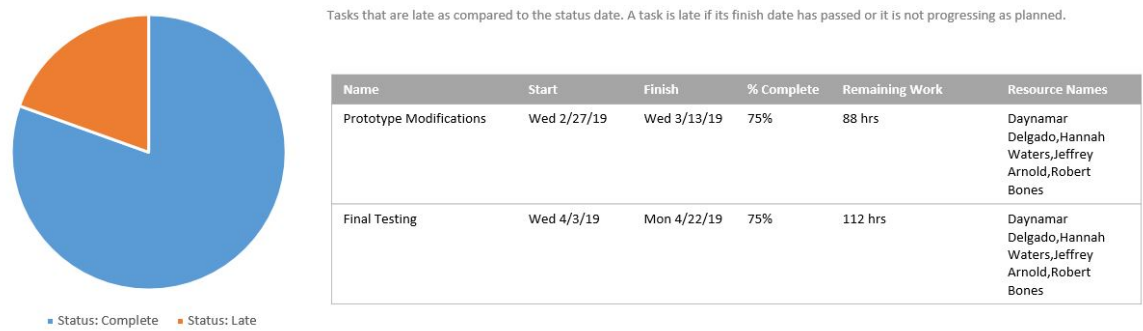 Tasks that are late as compared to the status date. A task is late if its finish date has passed or it is not progressing as planned.
Name Start Finish % Complete Remaining Work Resource Names
Prototype Modifications Wed 2/27/19 Wed 3/13/19 75% 88 hrs Daynamar
Delgado,Hannah
Waters,Jeffrey
Arnold,Robert
Bones
Final Testing Wed 4/3/19 Mon 4/22/19 75% 112 hrs Daynamar
Delgado,Hannah
Waters,Jeffrey
Arnold,Robert
Bones
Status: Complete Status: Late